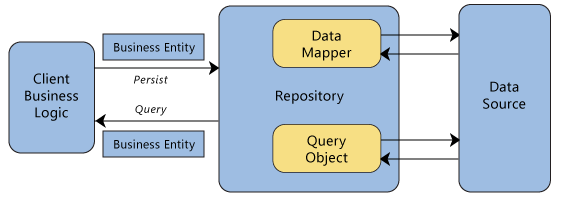 Client
Business
Logic
Business Entity
Persist
Query
Business Entity
Data
Mapper
Repository
Query
Object
Data
Source